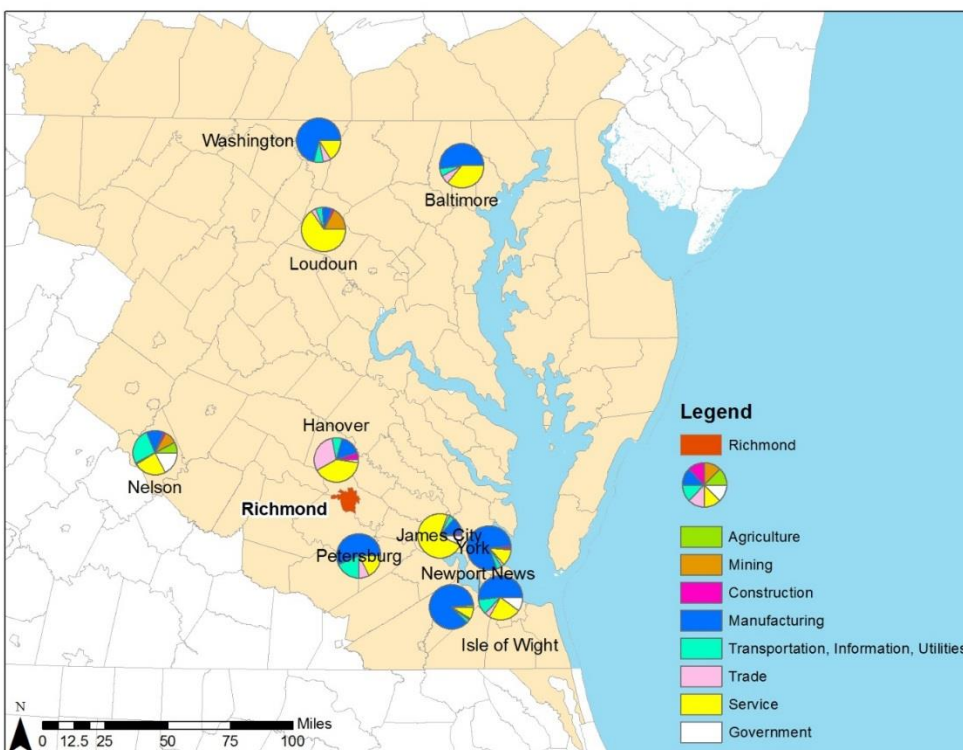 Washington
Baltimore
Loudoun
Hanover
Nelson
Richmond
James City
York
Petersburg
Newport News
Isle of Wight
Legend
Richmond
Agriculture
Mining
Construction
Manufacturing
Transportation, Information, Utilities
Trade
Service
Government
N
Miles
0 12.5 25 50 75 100